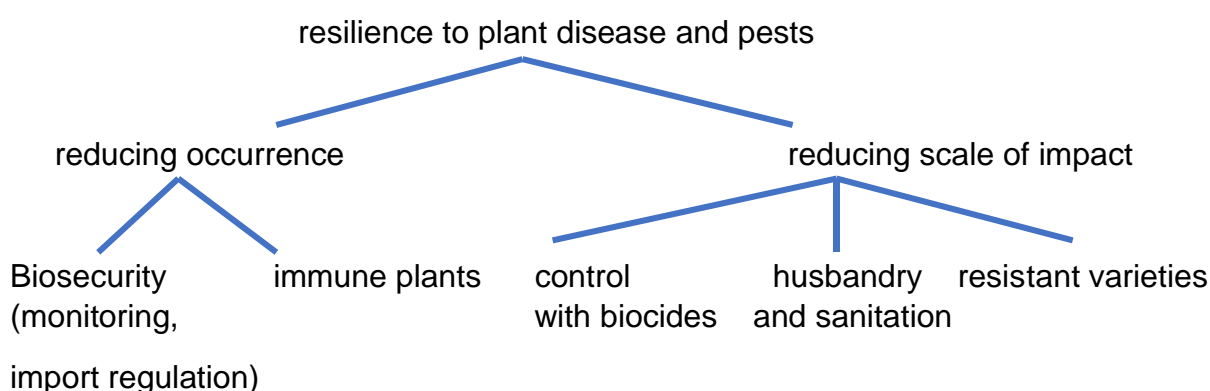 resilience to plant disease and pests
reducing occurrence
reducing scale of impact
Biosecurity
(monitoring,
import regulation)
immune plants
control
with biocides
husbandry
and sanitation
resistant varieties